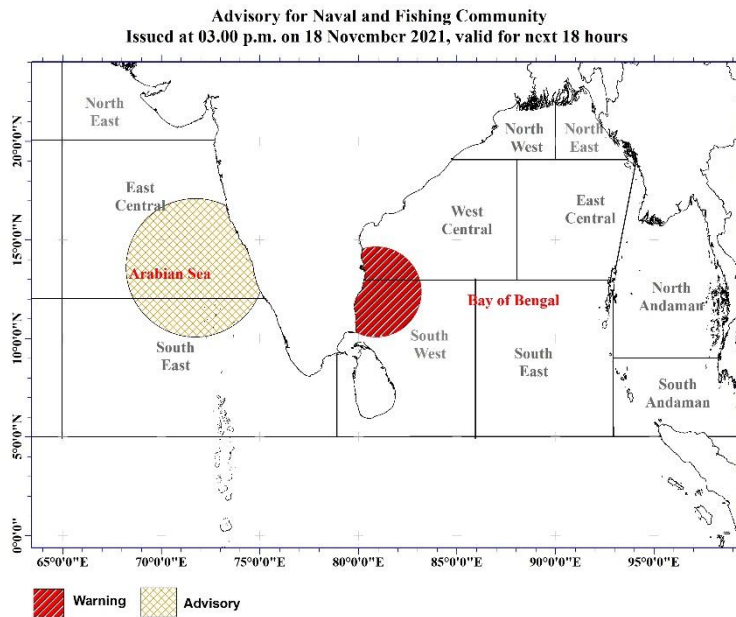 Advisory for Naval and Fishing Community
Issued at 03.00 p.m. on 18 November 2021, valid for next 18 hours
North
East
North
West
North
East
East
Central
West
Central
East
Central
Arabian Sea
Bay of Bengal
North
Andaman
South
East
South
West
South
East
South
Andaman
20°0'0"N
15°0'0"N
10°0'0"N
5°0'0"N
0°0'0"
65°0'0"E
70°0'0"E
75°0'0"E
80°0'0"E
85°0'0"E
90°0'0"E
95°0'0"E
Warning
Advisory